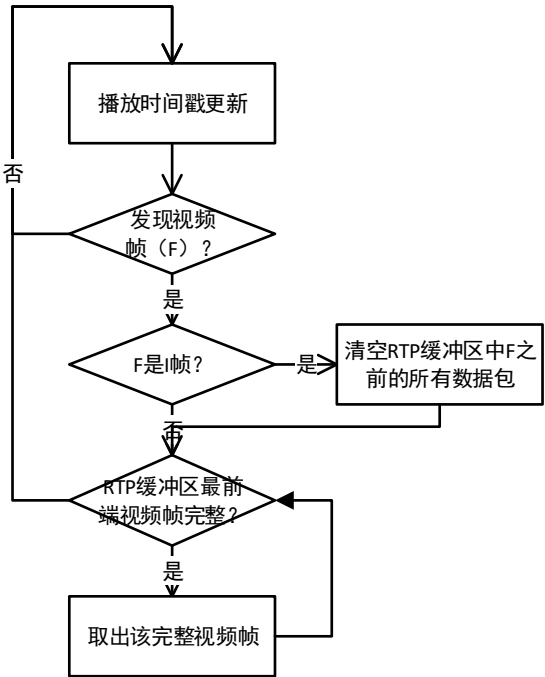 播放时间戳更新
否
发现视频
帧（F）？
是
F是I帧？
是
清空RTP缓冲区中F之
前的所有数据包
否
RTP缓冲区最前
端视频帧完整？
是
取出该完整视频帧